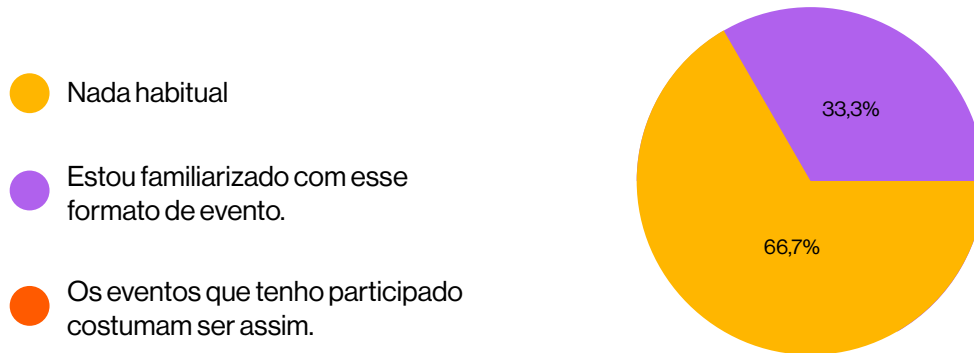 Nada habitual
Estou familiarizado com esse
formato de evento.
Os eventos que tenho participado
costumam ser assim.
33,3%
66,7%